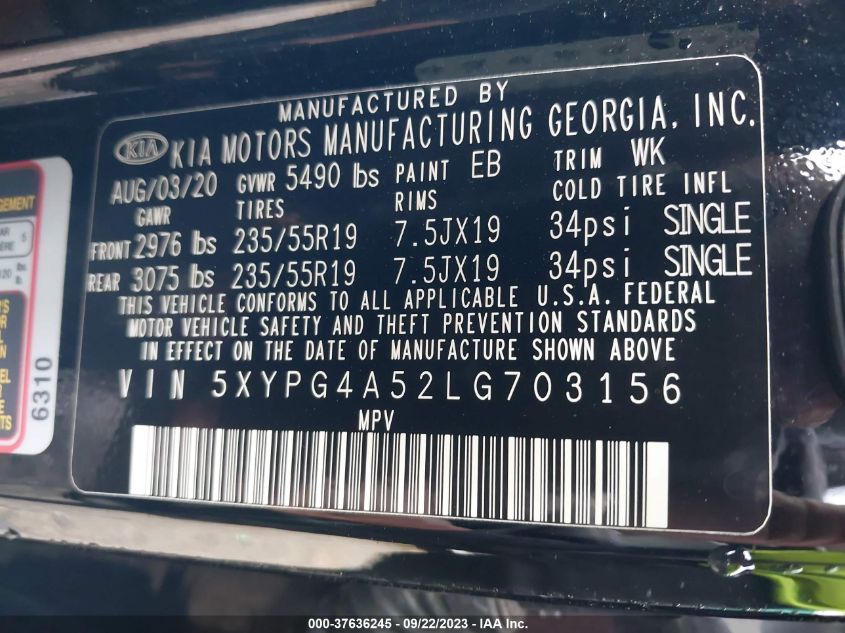 MANUFACTURED BY
KIA KIA MOTORS MANUFACTURING GEORGIA, INC.
AUG/03/20 GVWR 5490 lbs PAINT EB TRIM WK
GAWR TIRES RIMS COLD TIRE INFL
FRONT 2976 lbs 235/55R19 7.5JX19 34psi SINGLE
REAR 3075 lbs 235/55R19 7.5JX19 34psi SINGLE
THIS VEHICLE CONFORMS TO ALL APPLICABLE U.S.A. FEDERAL
MOTOR VEHICLE SAFETY AND THEFT PREVENTION STANDARDS
IN EFFECT ON THE DATE OF MANUFACTURE SHOWN ABOVE.
VIN 5XYPG4A52LG703156
MPV
6310
000-37636245 - 09/22/2023 - IAA Inc.